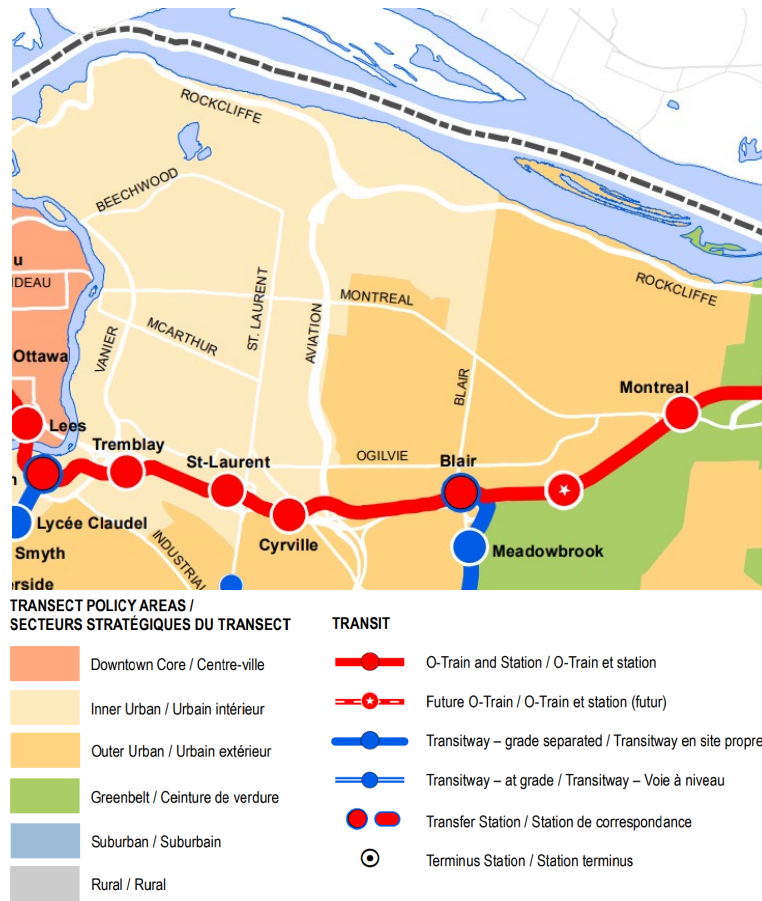 ROCKCLIFFE
BEECHWOOD
u
IDEAU
MONTREAL
ROCKCLIFFE
ST. LAURENT
AVIATION
MCARTHUR
VANIER
Ottawa
BLAIR
Montreal
Lees
Tremblay
OGILVIE
St-Laurent
Blair
n
Lycée Claudel
Cyrville
Meadowbrook
INDUSTRIAL
Smyth
erside
TRANSECT POLICY AREAS /
SECTEURS STRATÉGIQUES DU TRANSECT
Downtown Core / Centre-ville
Inner Urban / Urbain intérieur
Outer Urban / Urbain extérieur
Greenbelt / Ceinture de verdure
Suburban / Suburbain
Rural / Rural
TRANSIT
O-Train and Station / O-Train et station
Future O-Train / O-Train et station (futur)
Transitway – grade separated / Transitway en site propre
Transitway – at grade / Transitway – Voie à niveau
Transfer Station / Station de correspondance
Terminus Station / Station terminus